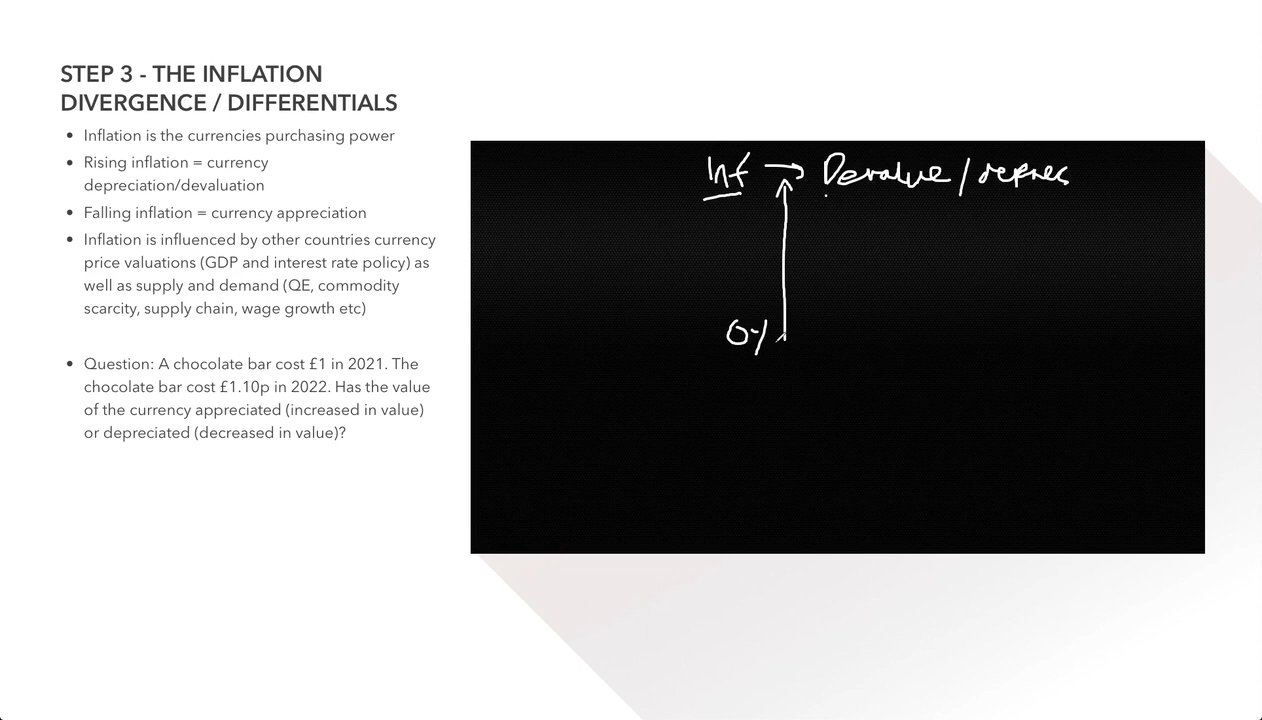 STEP 3 - THE INFLATION
DIVERGENCE / DIFFERENTIALS
• Inflation is the currencies purchasing power
• Rising inflation = currency
depreciation/devaluation
• Falling inflation = currency appreciation
• Inflation is influenced by other countries currency
price valuations (GDP and interest rate policy) as
well as supply and demand (QE, commodity
scarcity, supply chain, wage growth etc)
• Question: A chocolate bar cost £1 in 2021. The
chocolate bar cost £1.10p in 2022. Has the value
of the currency appreciated (increased in value)
or depreciated (decreased in value)?
Inf → Devalue /
0%